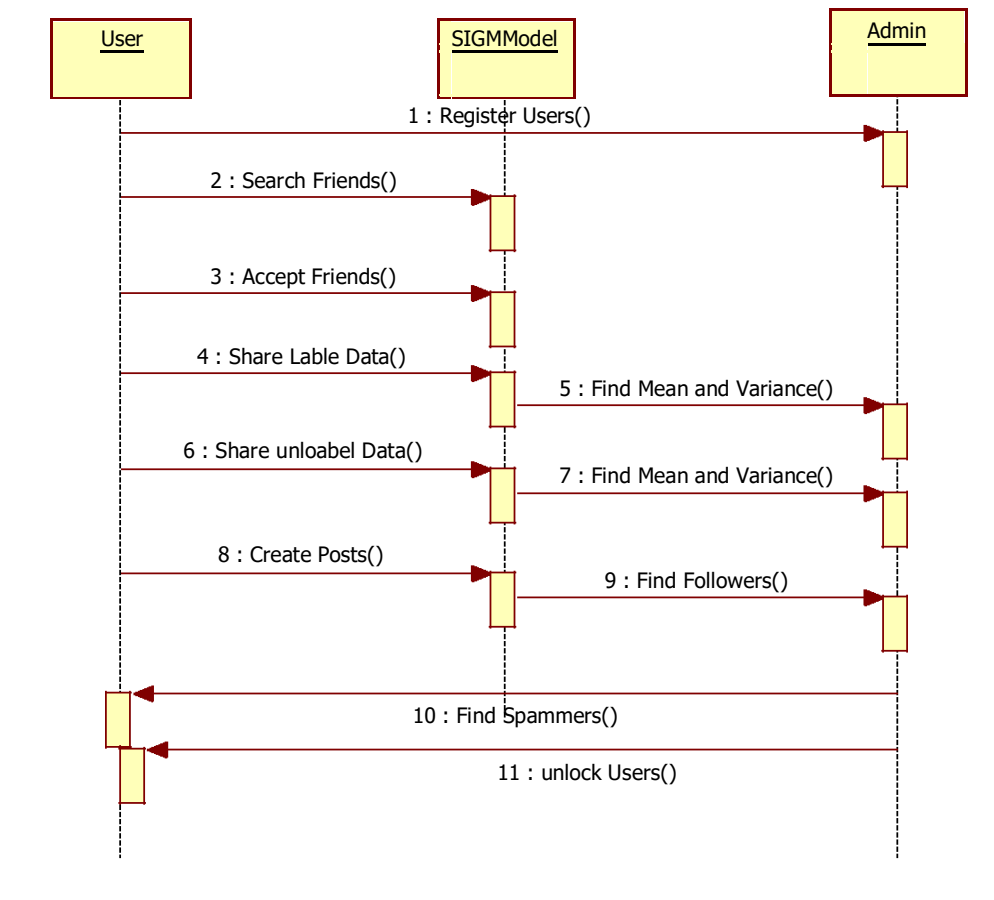 User
SIGMModel
Admin
1 : Register Users()
2 : Search Friends()
3 : Accept Friends()
4 : Share Lable Data()
5 : Find Mean and Variance()
6 : Share unloabel Data()
7 : Find Mean and Variance()
8 : Create Posts()
9 : Find Followers()
10 : Find Spammers()
11 : unlock Users()